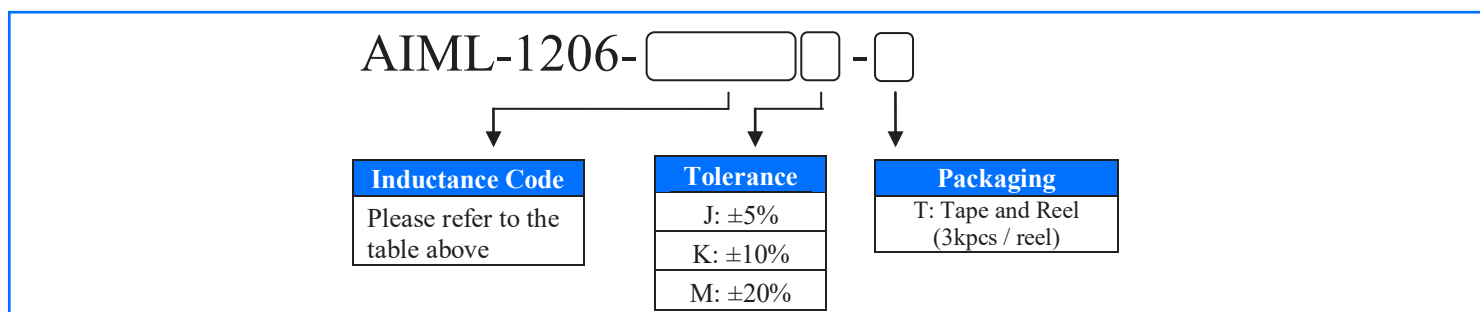 AIML-1206- -
Inductance Code
Please refer to the
table above
Tolerance
J: ±5%
K: ±10%
M: ±20%
Packaging
T: Tape and Reel
(3kpcs / reel)